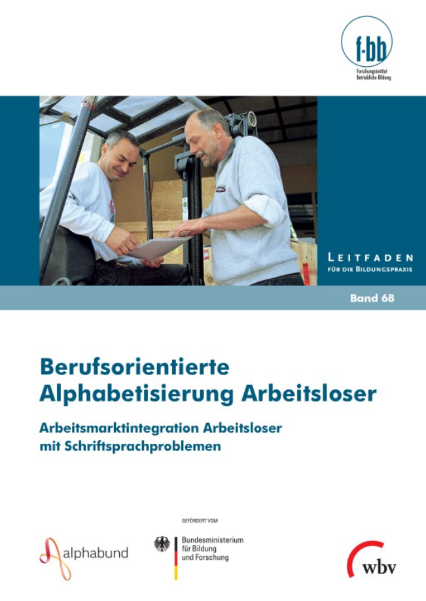 f-bb
Forschungsinstitut
Betriebliche Bildung
LEITFADEN
FÜR DIE BILDUNGSPRAXIS
Band 68
Berufsorientierte
Alphabetisierung Arbeitsloser
Arbeitsmarktintegration Arbeitsloser
mit Schriftsprachproblemen
GEFÖRDERT VOM
alphabund
Bundesministerium
für Bildung
und Forschung
wbv